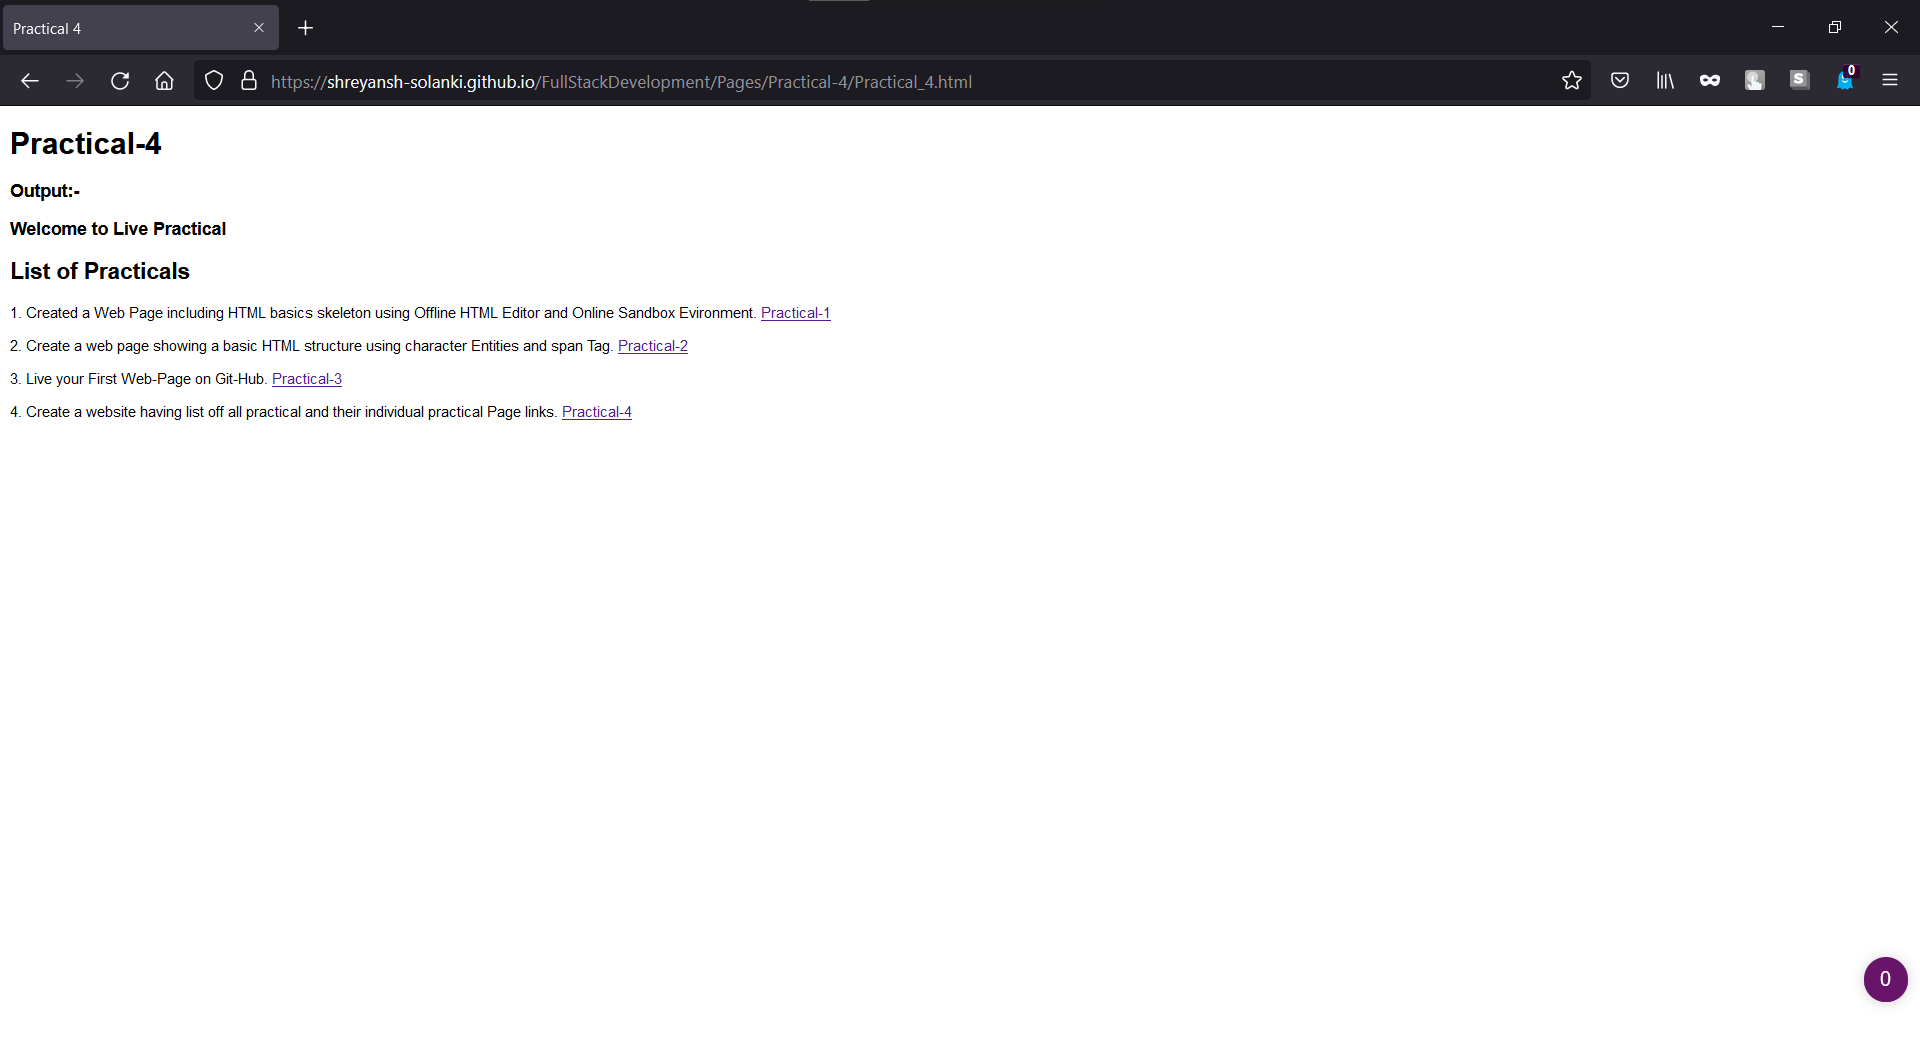 Practical 4
https://shreyansh-solanki.github.io/FullStackDevelopment/Pages/Practical-4/Practical_4.html
S
0
Practical-4
Output:-
Welcome to Live Practical
List of Practicals
1. Created a Web Page including HTML basics skeleton using Offline HTML Editor and Online Sandbox Evironment. Practical-1
2. Create a web page showing a basic HTML structure using character Entities and span Tag. Practical-2
3. Live your First Web-Page on Git-Hub. Practical-3
4. Create a website having list off all practical and their individual practical Page links. Practical-4
0